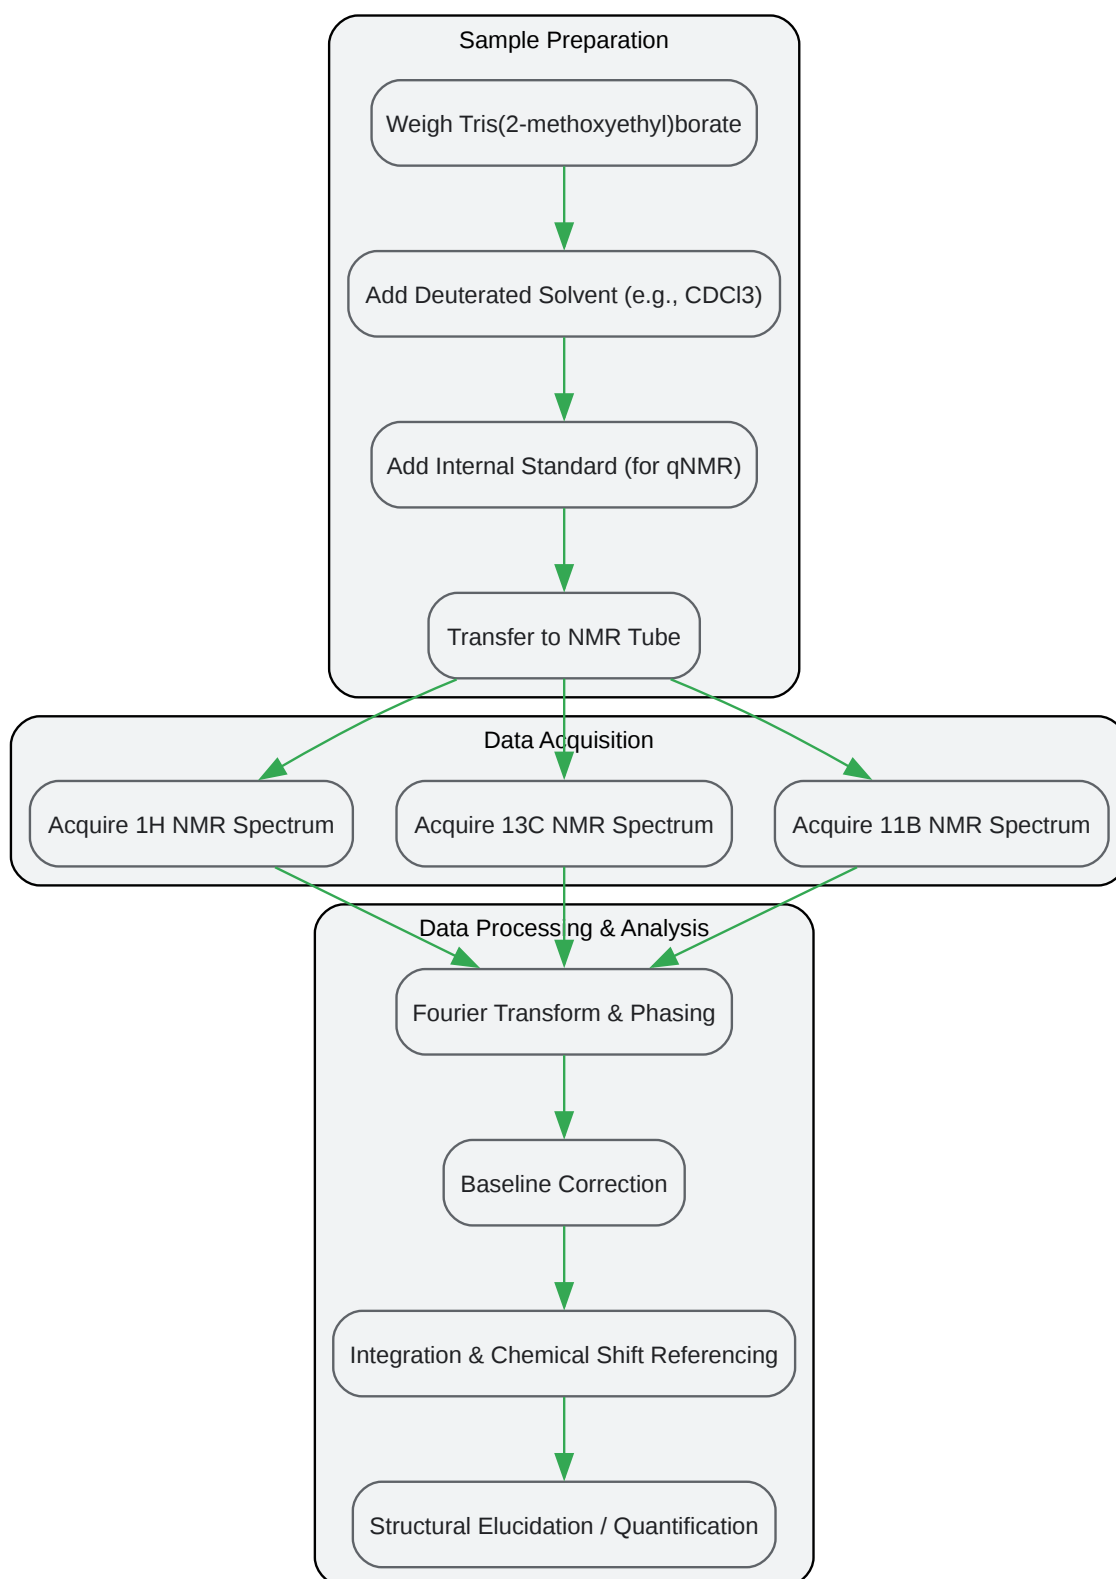 Sample Preparation
Weigh Tris(2-methoxyethyl)borate
Add Deuterated Solvent (e.g., CDCl3)
Add Internal Standard (for qNMR)
Transfer to NMR Tube
Data Acquisition
Acquire 1H NMR Spectrum
Acquire 13C NMR Spectrum
Acquire 11B NMR Spectrum
Data Processing & Analysis
Fourier Transform & Phasing
Baseline Correction
Integration & Chemical Shift Referencing
Structural Elucidation / Quantification